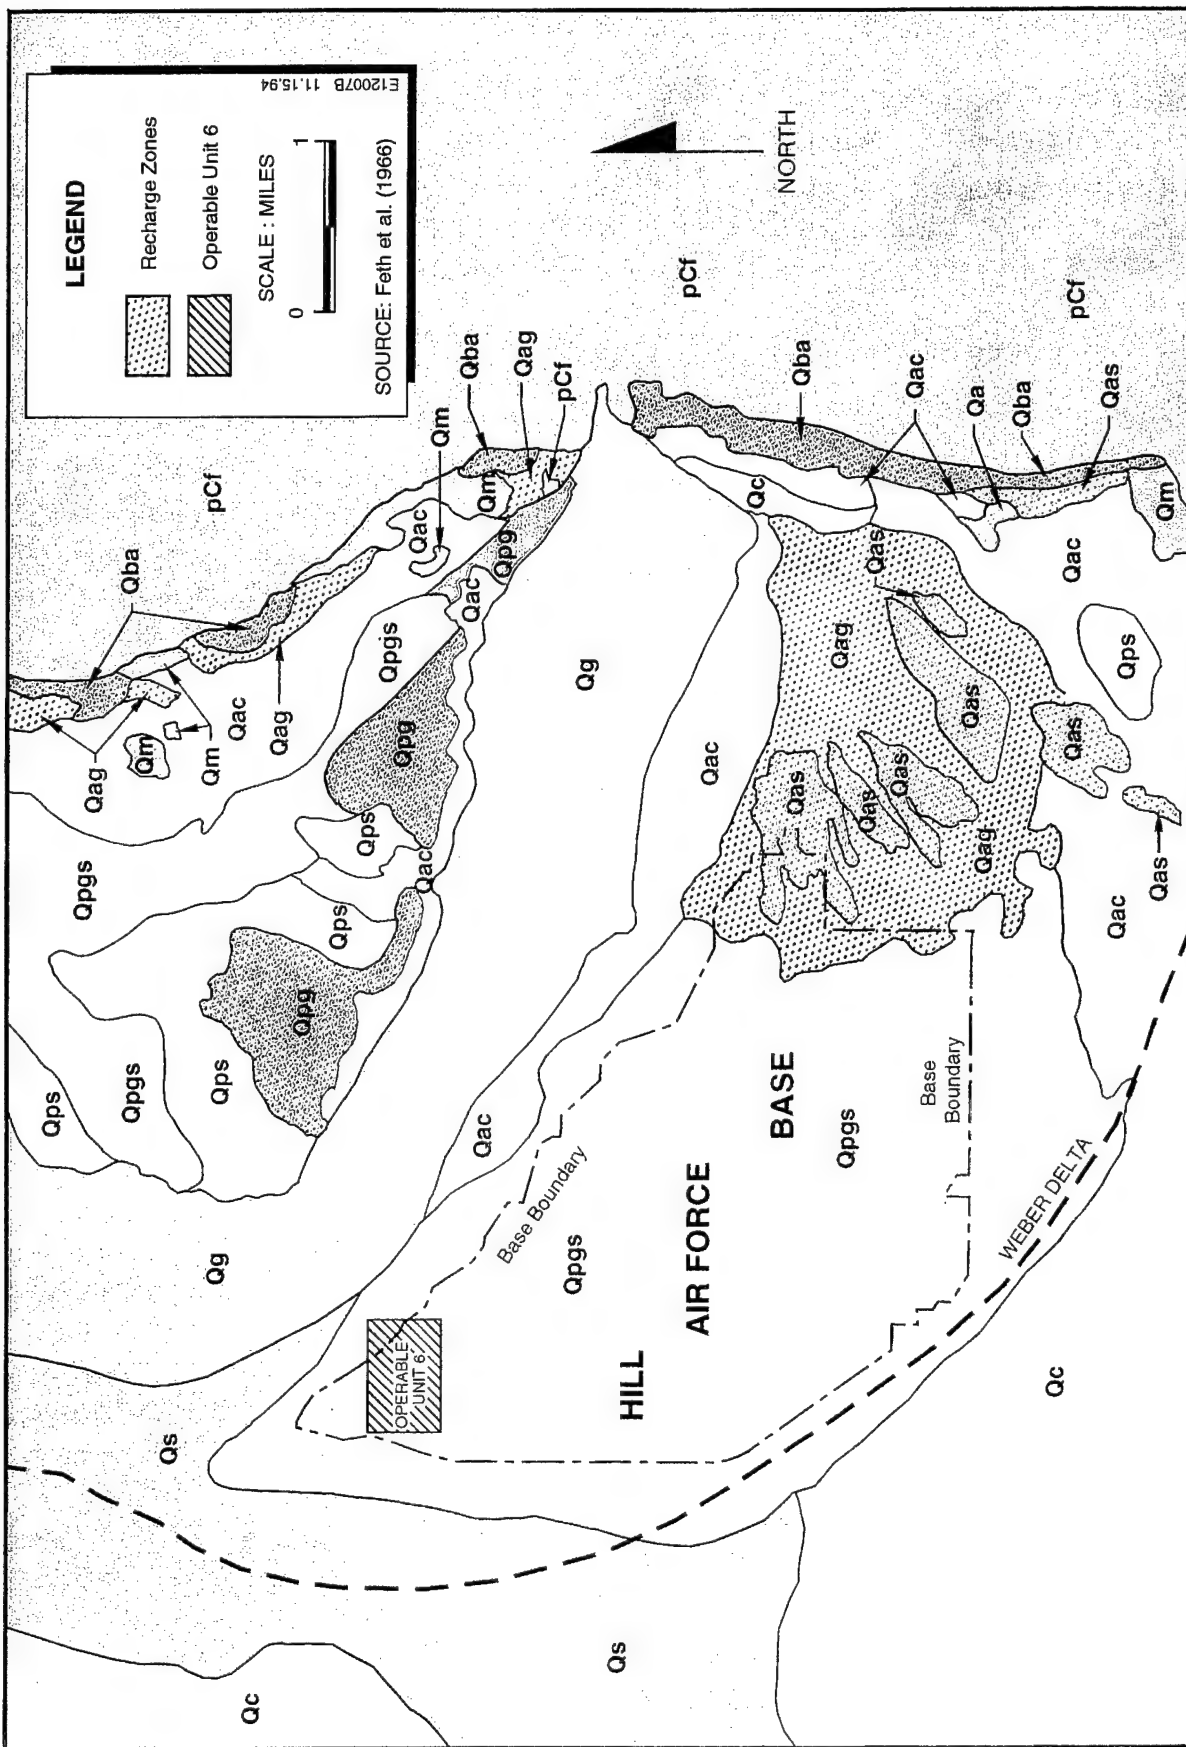 LEGEND
Recharge Zones
Operable Unit 6
SCALE : MILES
0 1
SOURCE: Feth et al. (1966)
E12007B 11.15.94
Qps
Qpgs
Qag
Qba
Qpgs
Qm
Qs
Qm
Qg
Qps
pCf
Qac
Qc
Qag
Qpg
Qps
Qps
Qpgs
Qpg
OPERABLE
UNIT 6
Qac
Qac
Qm
Qac
Qba
Qac
Qm
Qpg
Qag
pCf
Base Boundary
Qpgs
Qg
Qs
HILL
pCf
AIR FORCE
Qac
Qc
BASE
NORTH
Qas
Qba
Qpgs
Qag
Qas
Qas
Qas
Qac
Base
Boundary
Qas
Qa
Qag
Qba
WEBER DELTA
Qc
Qac
Qas
pCf
Qas
Qac
Qps
Qas
Qm